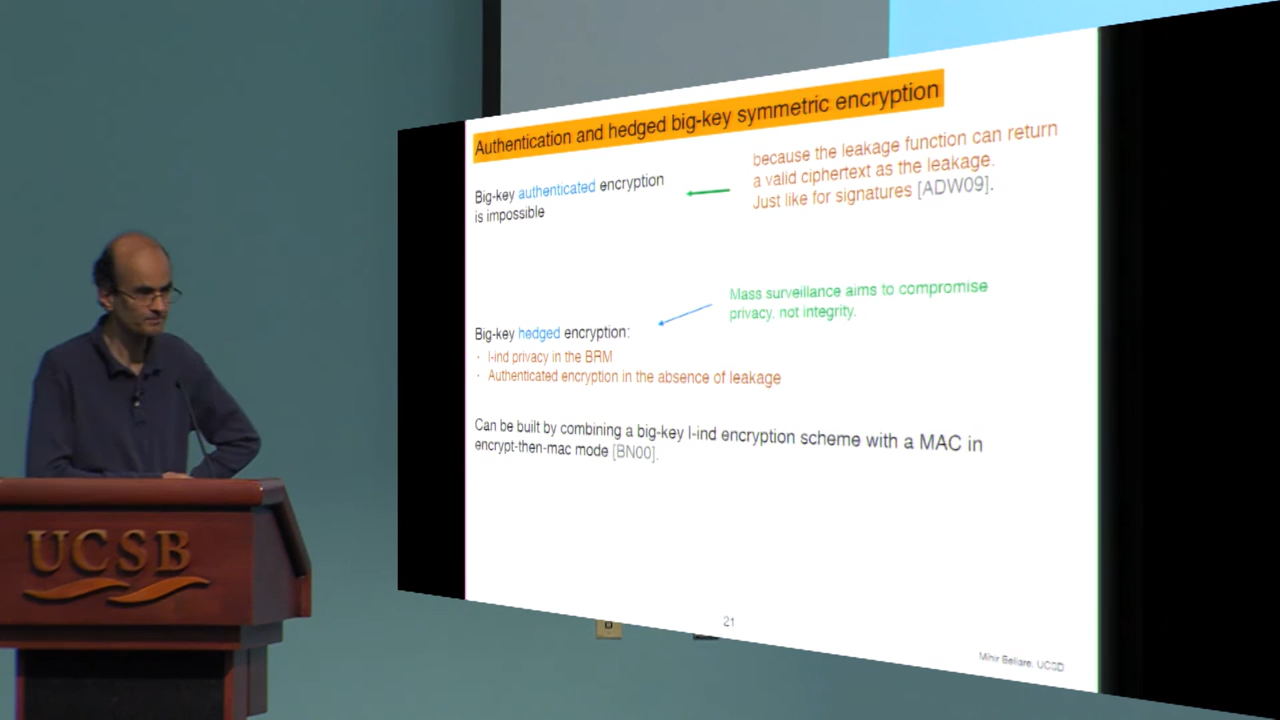 Authentication and hedged big-key symmetric encryption
Big-key authenticated encryption
is impossible
because the leakage function can return
a valid ciphertext as the leakage.
Just like for signatures [ADW09].
Mass surveillance aims to compromise
privacy, not integrity.
Big-key hedged encryption:
· l-ind privacy in the BRM
· Authenticated encryption in the absence of leakage
Can be built by combining a big-key l-ind encryption scheme with a MAC in
encrypt-then-mac mode [BN00].
21
Mihir Bellare, UCSD
UCSB